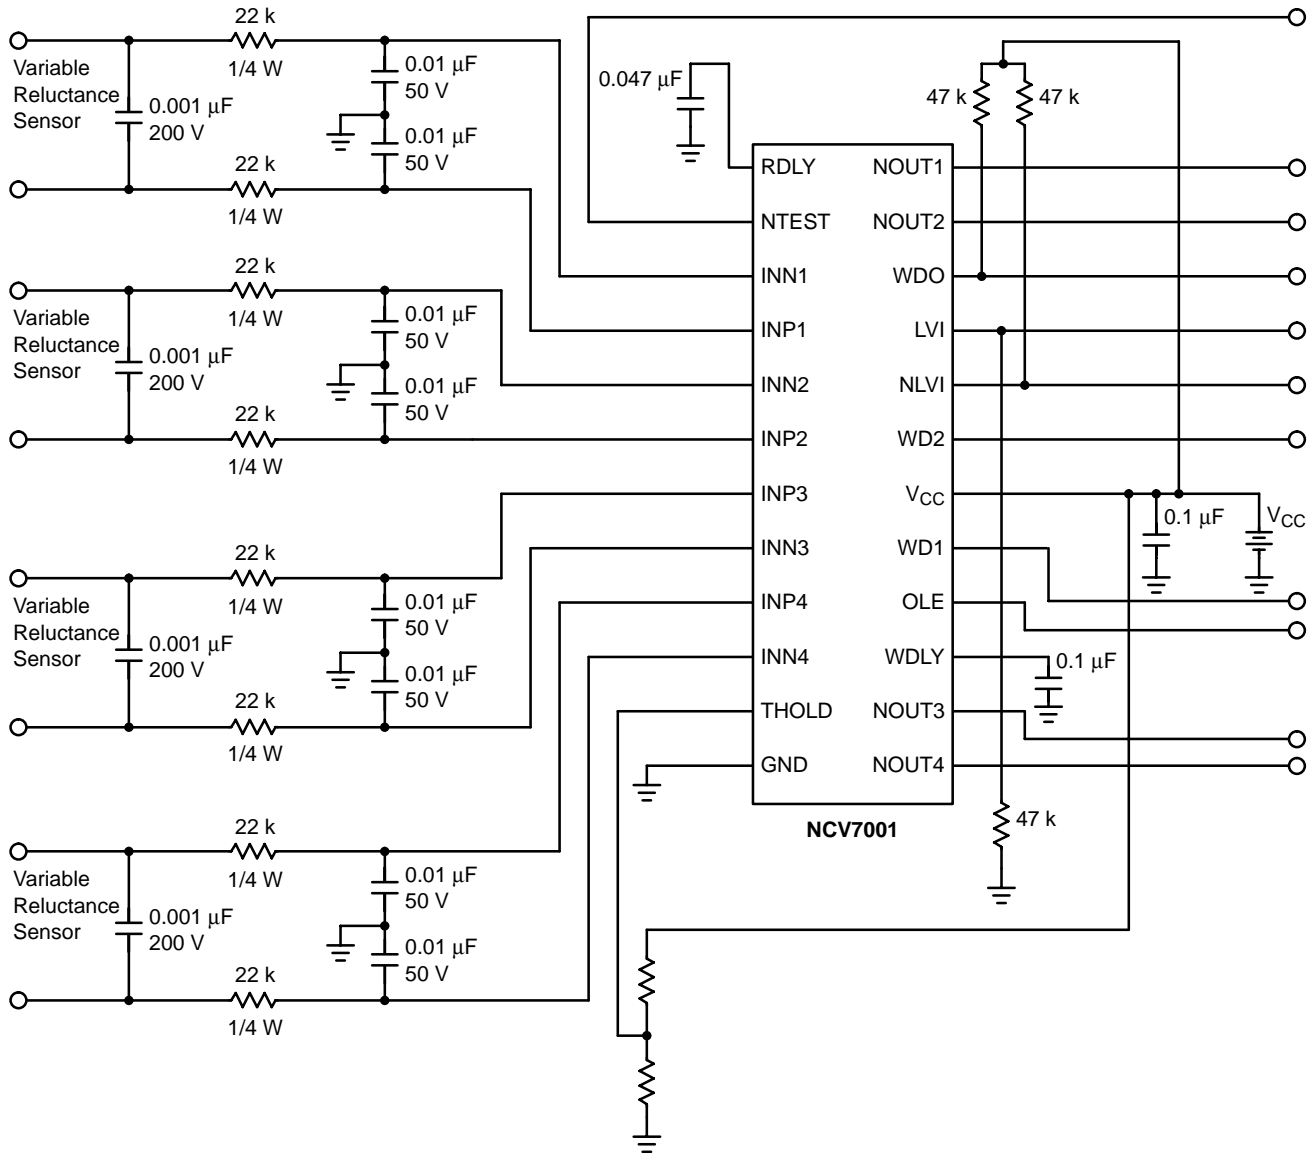 22 k
1/4 W
Variable
Reluctance
Sensor
0.001 μF
200 V
0.01 μF
50 V
0.01 μF
50 V
22 k
1/4 W
22 k
1/4 W
Variable
Reluctance
Sensor
0.001 μF
200 V
0.01 μF
50 V
0.01 μF
50 V
22 k
1/4 W
22 k
1/4 W
Variable
Reluctance
Sensor
0.001 μF
200 V
0.01 μF
50 V
0.01 μF
50 V
22 k
1/4 W
22 k
1/4 W
Variable
Reluctance
Sensor
0.001 μF
200 V
0.01 μF
50 V
0.01 μF
50 V
22 k
1/4 W
0.047 μF
47 k
47 k
RDLY
NTEST
INN1
INP1
INN2
INP2
INP3
INN3
INP4
INN4
THOLD
GND
NOUT1
NOUT2
WDO
LVI
NLVI
WD2
VCC
WD1
OLE
WDLY
NOUT3
NOUT4
NCV7001
0.1 μF
VCC
0.1 μF
47 k